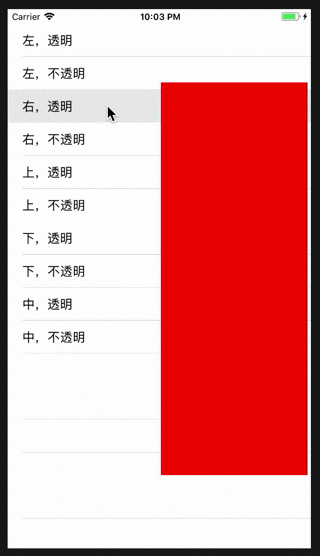 Carrier 10:03 PM
左，透明
左，不透明
右，透明
右，不透明
上，透明
上，不透明
下，透明
下，不透明
中，透明
中，不透明